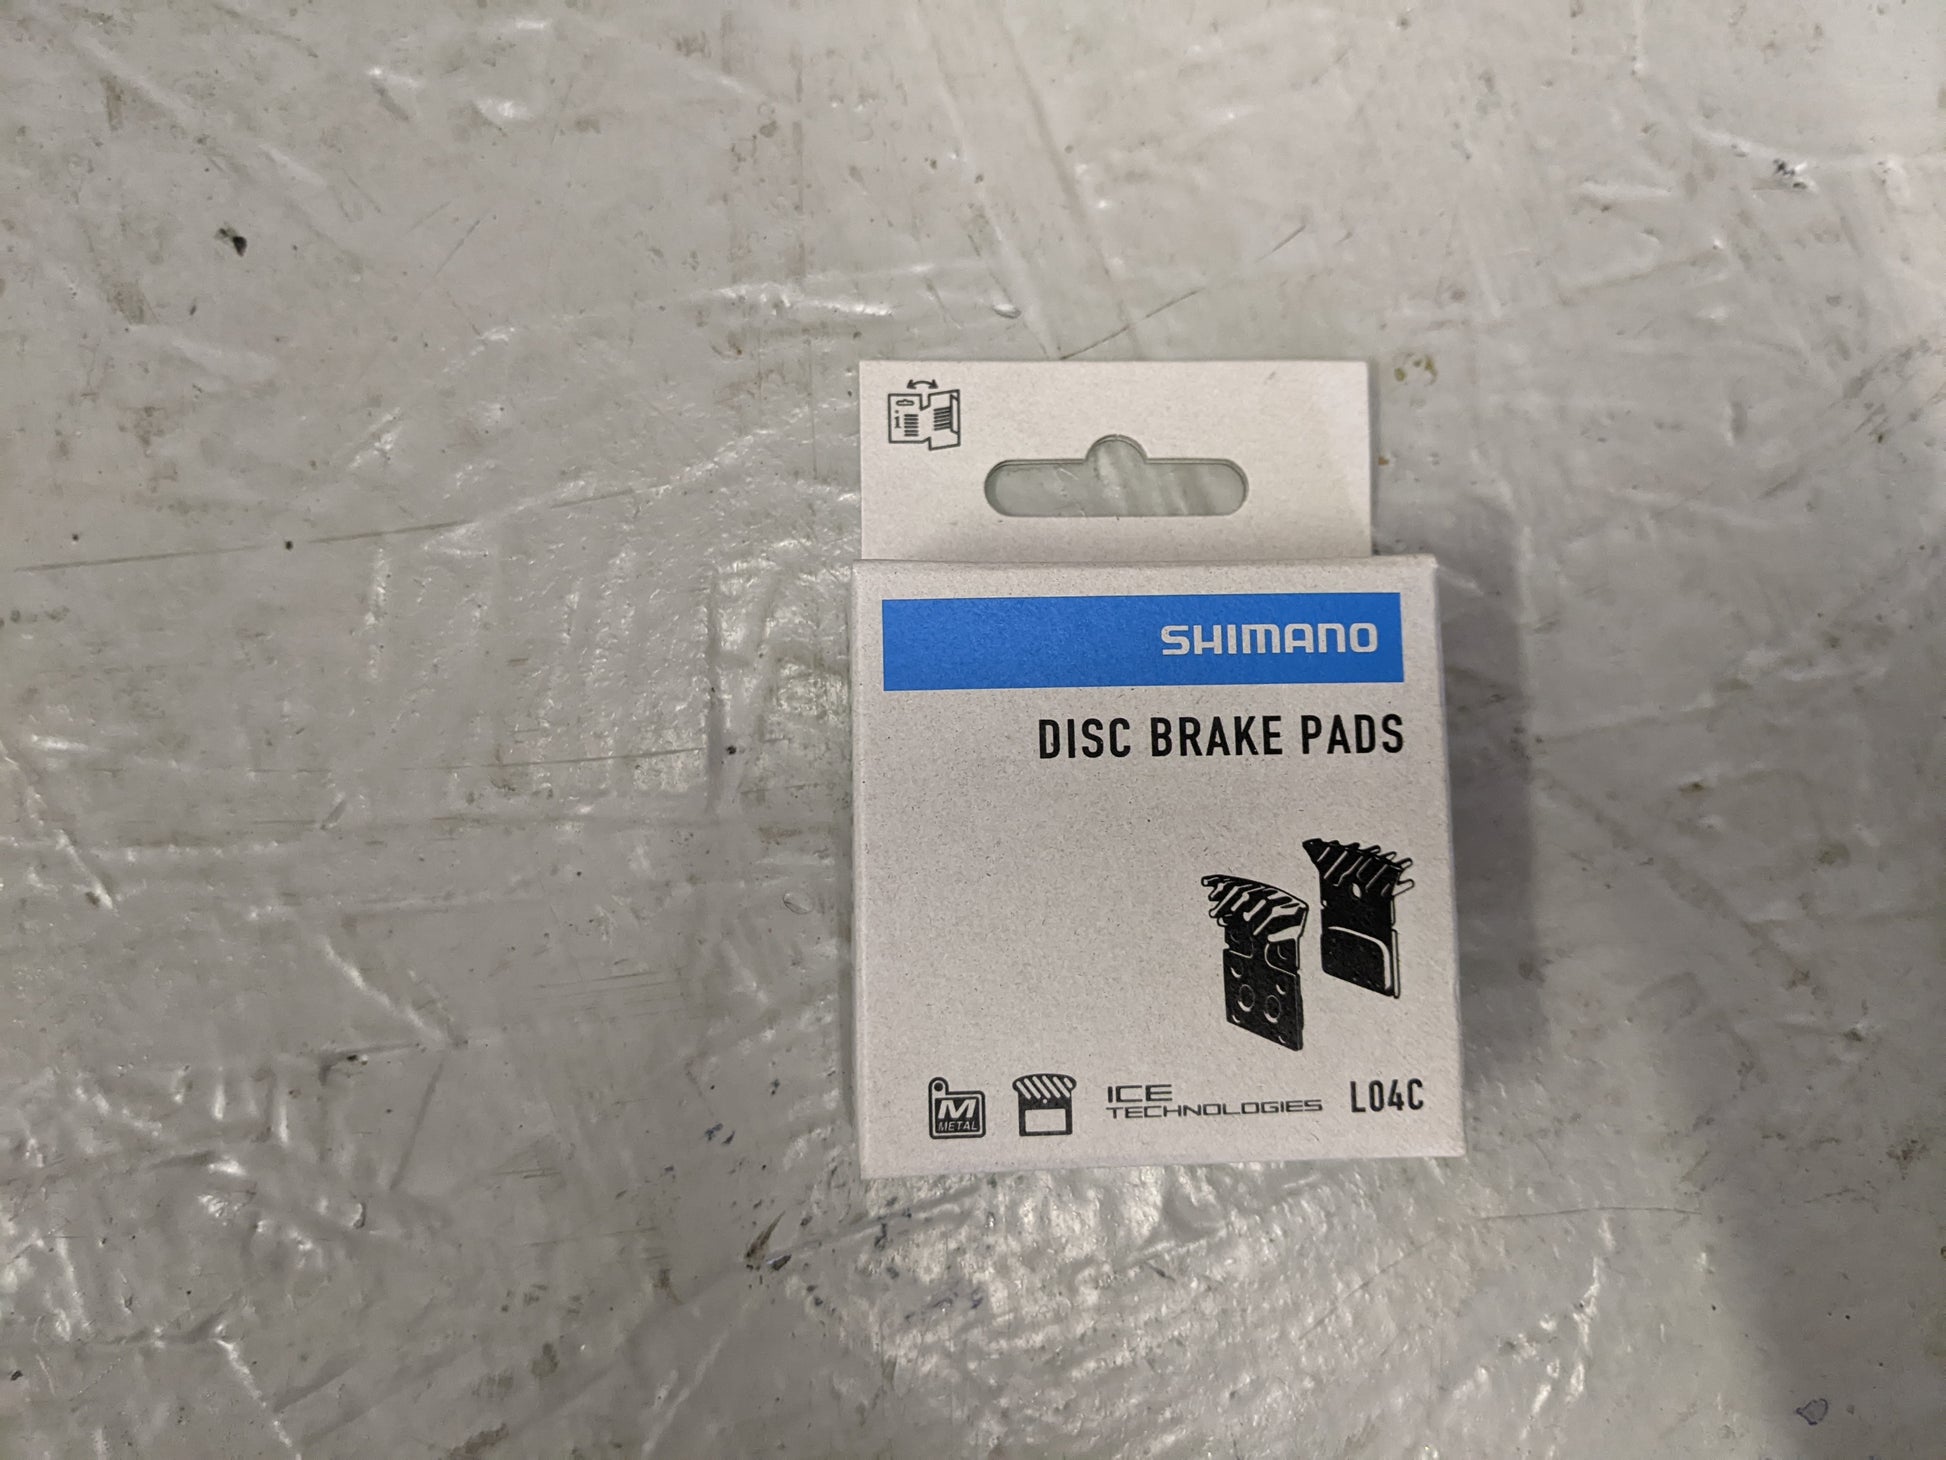 i
SHIMANO
DISC BRAKE PADS
M
METAL
ICE
TECHNOLOGIES
L04C